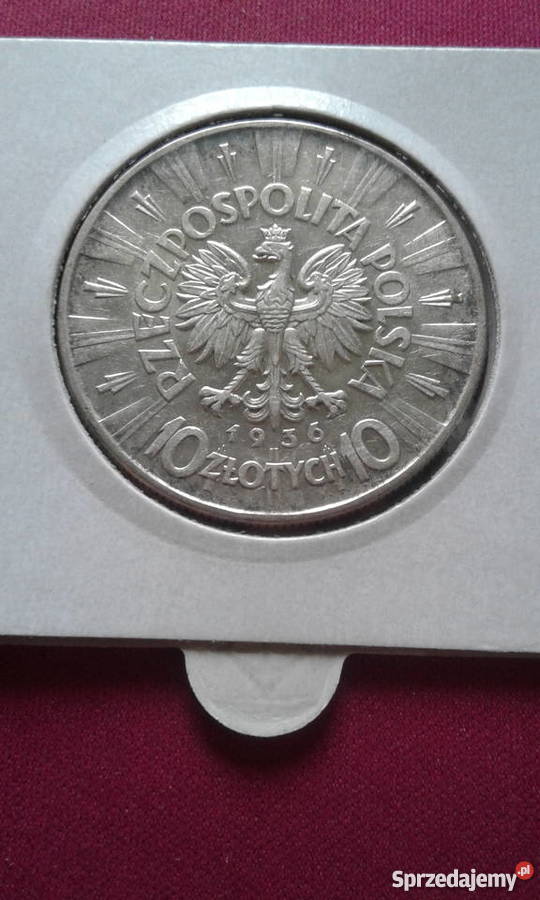 RZECZPOSPOLITA POLSKA
1936
10 ZŁOTYCH 10
Sprzedajemy.pl